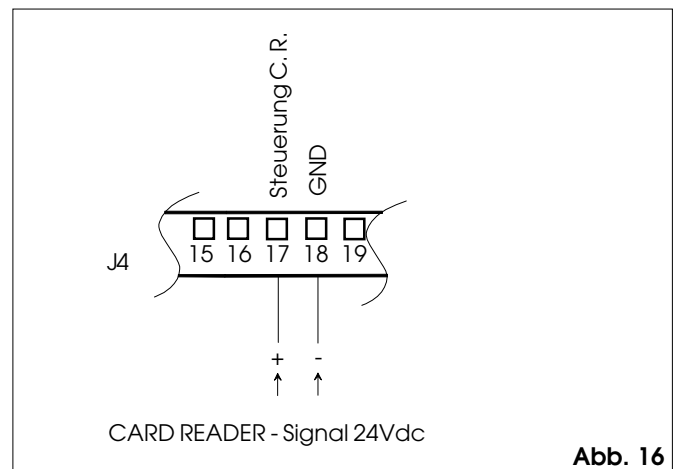 Steuerung C. R.
GND
J4
15 16 17 18 19
+ -
CARD READER - Signal 24Vdc
Abb. 16